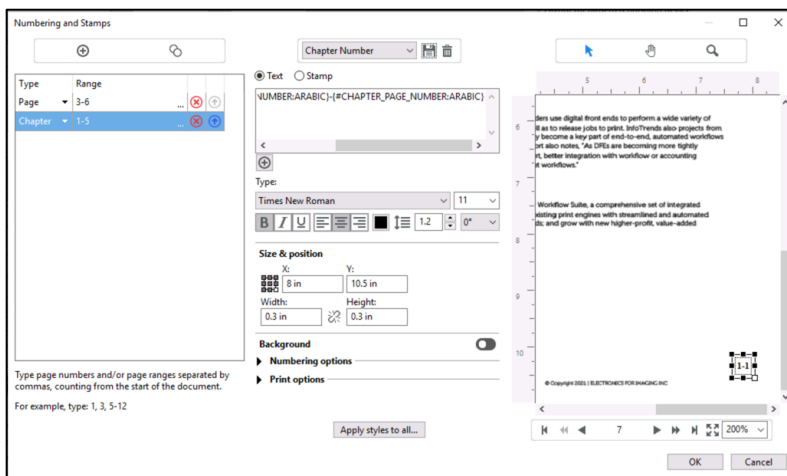 Numbering and Stamps
Chapter Number
Type Range
Page 3-6 ...
Chapter 1-5 ...
Type page numbers and/or page ranges separated by
commas, counting from the start of the document.
For example, type: 1, 3, 5-12
Text Stamp
NUMBER:ARABIC}-{#CHAPTER_PAGE_NUMBER:ARABIC}
Type:
Times New Roman 11
B I U 1.2 0°
Size & position
X: Y:
8 in 10.5 in
Width: Height:
0.3 in 0.3 in
Background
Numbering options
Print options
Apply styles to all...
5 6 7 8
6
7
8
9
10
ders use digital front ends to perform a wide variety of
ll as to release jobs to print. InfoTrends also projects from
y become a key part of end-to-end, automated workflows
ort also notes, "As DFEs are becoming more tightly
rt, better integration with workflow or accounting
t workflows."
Workflow Suite, a comprehensive set of integrated
xisting print engines with streamlined and automated
ds; and grow with new higher-profit, value-added
1-1
© Copyright 2023, | ELECTRONICS FOR IMAGING INC
7 200%
OK Cancel